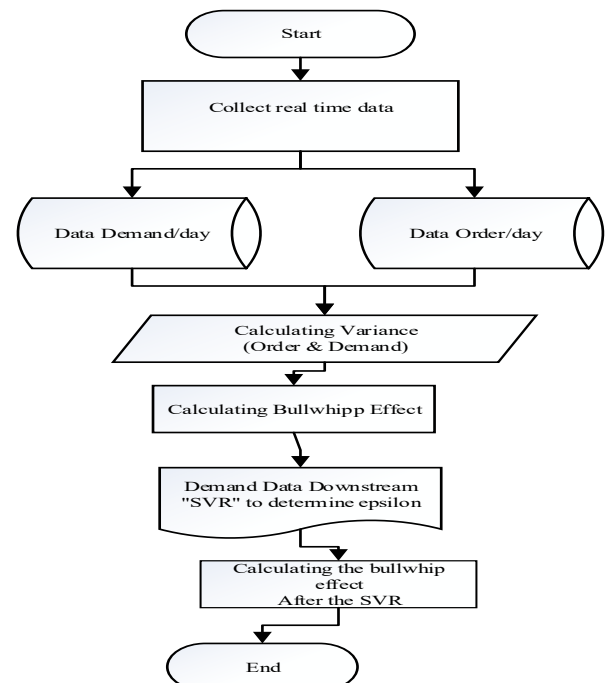 Start
Collect real time data
Data Demand/day
Data Order/day
Calculating Variance
(Order & Demand)
Calculating Bullwhipp Effect
Demand Data Downstream
"SVR" to determine epsilon
Calculating the bullwhip
effect
After the SVR
End